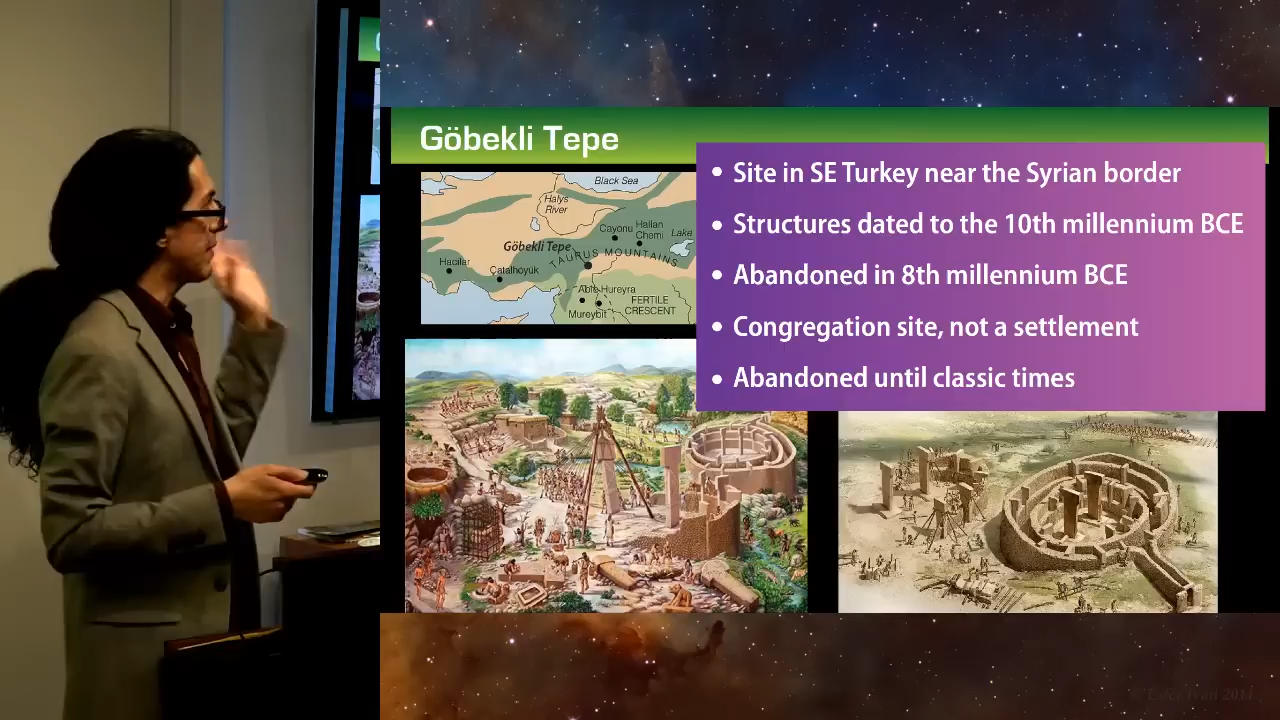 Göbekli Tepe
• Site in SE Turkey near the Syrian border
• Structures dated to the 10th millennium BCE
• Abandoned in 8th millennium BCE
• Congregation site, not a settlement
• Abandoned until classic times
Black Sea
Halys
River
Hallan
Cayonu Chemi
Lake
Göbekli Tepe
TAURUS MOUNTAINS
Hacilar
Çatalhoyuk
Abu Hureyra
Mureybit
FERTILE
CRESCENT